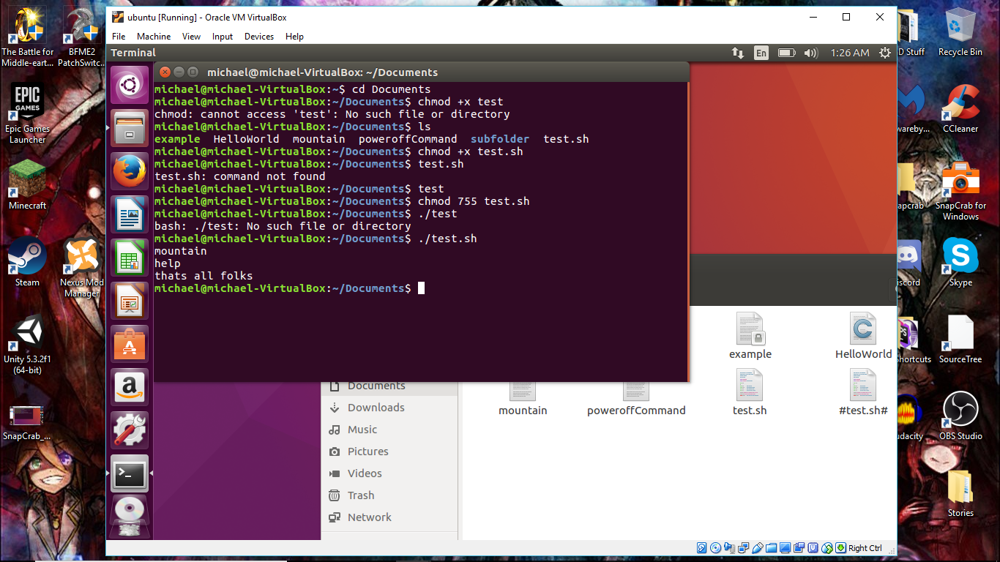 The Battle for
Middle-eart...
BFME2
PatchSwitc...
Epic Games
Launcher
EPIC
GAMES
Minecraft
Steam
Nexus Mod
Manager
Unity 5.3.2f1
(64-bit)
SnapCrab_...
ubuntu [Running] - Oracle VM VirtualBox
File Machine View Input Devices Help
Terminal
En
1:26 AM
michael@michael-VirtualBox: ~/Documents
michael@michael-VirtualBox:~$ cd Documents
michael@michael-VirtualBox:~/Documents$ chmod +x test
chmod: cannot access 'test': No such file or directory
michael@michael-VirtualBox:~/Documents$ ls
example HelloWorld mountain poweroffCommand subfolder test.sh
michael@michael-VirtualBox:~/Documents$ chmod +x test.sh
michael@michael-VirtualBox:~/Documents$ test.sh
test.sh: command not found
michael@michael-VirtualBox:~/Documents$ test
michael@michael-VirtualBox:~/Documents$ chmod 755 test.sh
michael@michael-VirtualBox:~/Documents$ ./test
bash: ./test: No such file or directory
michael@michael-VirtualBox:~/Documents$ ./test.sh
mountain
help
thats all folks
michael@michael-VirtualBox:~/Documents$
Documents
Downloads
Music
Pictures
Videos
Trash
Network
example
HelloWorld
mountain
poweroffCommand
test.sh
#test.sh#
Right Ctrl
D Stuff
Recycle Bin
wareby...
CCleaner
apcrab
SnapCrab for
Windows
iscord
Skype
Shortcuts
SourceTree
udacity
OBS Studio
Stories